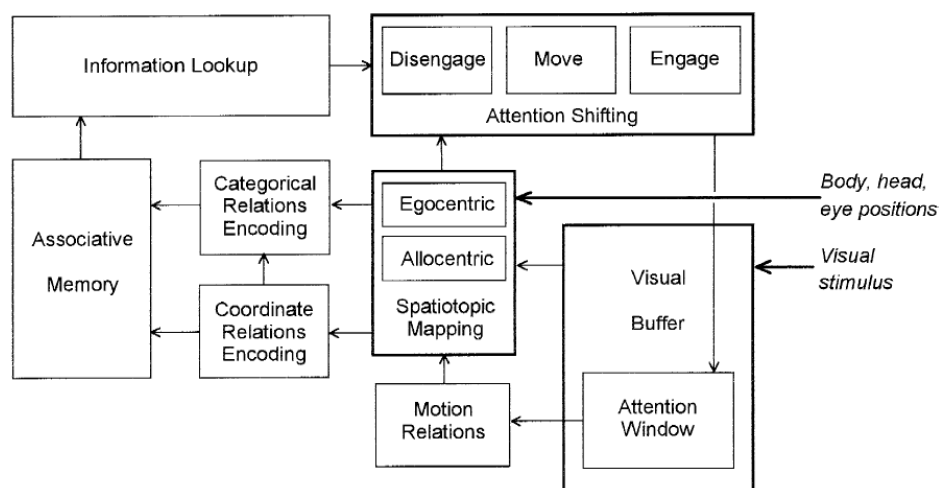 Information Lookup
Disengage
Move
Engage
Attention Shifting
Associative
Memory
Categorical
Relations
Encoding
Coordinate
Relations
Encoding
Egocentric
Allocentric
Spatiotopic
Mapping
Motion
Relations
Visual
Buffer
Attention
Window
Body, head,
eye positions
Visual
stimulus